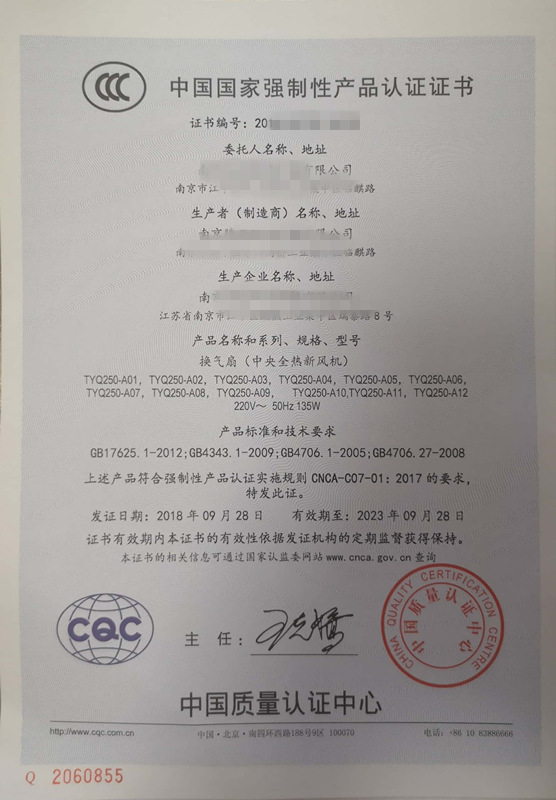 CCC
中国国家强制性产品认证证书
证书编号：20
委托人名称、地址
有限公司
南京市江 麒路
生产者（制造商）名称、地址
南京 限公司
南 麒路
生产企业名称、地址
南
江苏省南京市 8号
产品名称和系列、规格、型号
换气扇（中央全热新风机）
TYQ250-A01，TYQ250-A02，TYQ250-A03，TYQ250-A04，TYQ250-A05，TYQ250-A06，
TYQ250-A07，TYQ250-A08，TYQ250-A09， TYQ250-A10,TYQ250-A11，TYQ250-A12
220V～ 50Hz 135W
产品标准和技术要求
GB17625.1-2012;GB4343.1-2009;GB4706.1-2005;GB4706.27-2008
上述产品符合强制性产品认证实施规则 CNCA-C07-01：2017 的要求，
特发此证。
发证日期：2018 年 09 月 28 日 有效期至：2023 年 09 月 28 日
证书有效期内本证书的有效性依据发证机构的定期监督获得保持。
本证书的相关信息可通过国家认监委网站 www.cnca.gov.cn 查询
CQC
主 任：
CHINA QUALITY CERTIFICATION CENTRE
中国质量认证中心
中国质量认证中心
http://www.cqc.com.cn
中国·北京·南四环西路188号9区 100070
电话：+86 10 83886666
Q 2060855